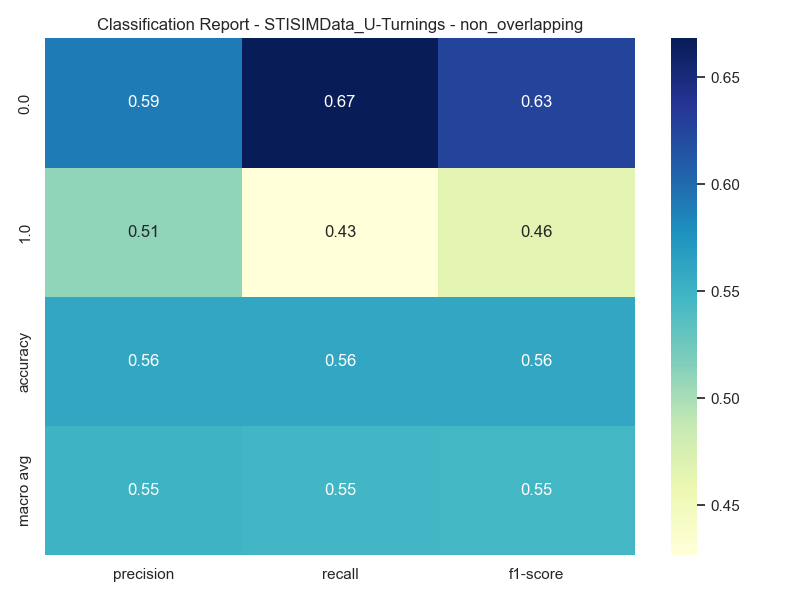 Classification Report - STISIMData_U-Turnings - non_overlapping
0.0 0.59 0.67 0.63
1.0 0.51 0.43 0.46
accuracy 0.56 0.56 0.56
macro avg 0.55 0.55 0.55
precision recall f1-score
0.65
0.60
0.55
0.50
0.45